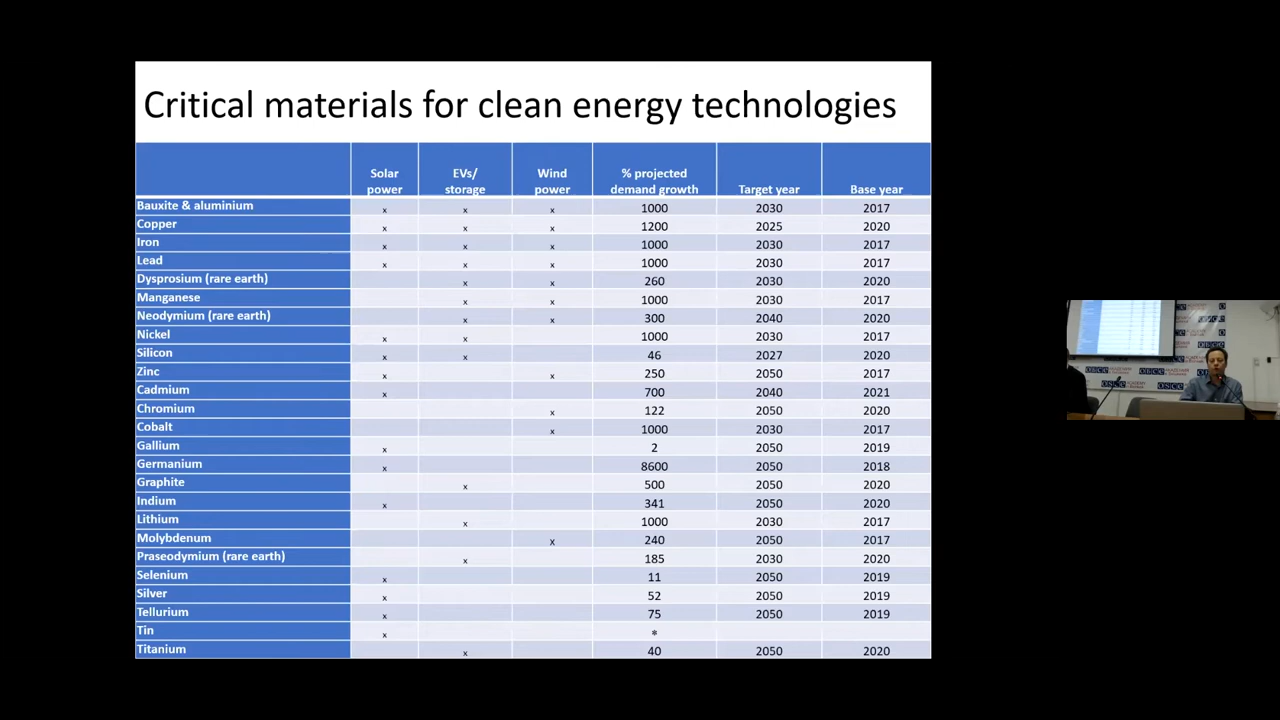 Critical materials for clean energy technologies
Solar power EVs/ storage Wind power % projected demand growth Target year Base year
Bauxite & aluminium x x x 1000 2030 2017
Copper x x x 1200 2025 2020
Iron x x x 1000 2030 2017
Lead x x x 1000 2030 2017
Dysprosium (rare earth) x x 260 2030 2020
Manganese x x 1000 2030 2017
Neodymium (rare earth) x x 300 2040 2020
Nickel x x 1000 2030 2017
Silicon x x 46 2027 2020
Zinc x x 250 2050 2017
Cadmium x 700 2040 2021
Chromium x 122 2050 2020
Cobalt x 1000 2030 2017
Gallium x 2 2050 2019
Germanium x 8600 2050 2018
Graphite x 500 2050 2020
Indium x 341 2050 2020
Lithium x 1000 2030 2017
Molybdenum x 240 2050 2017
Praseodymium (rare earth) x 185 2030 2020
Selenium x 11 2050 2019
Silver x 52 2050 2019
Tellurium x 75 2050 2019
Tin x *
Titanium x 40 2050 2020